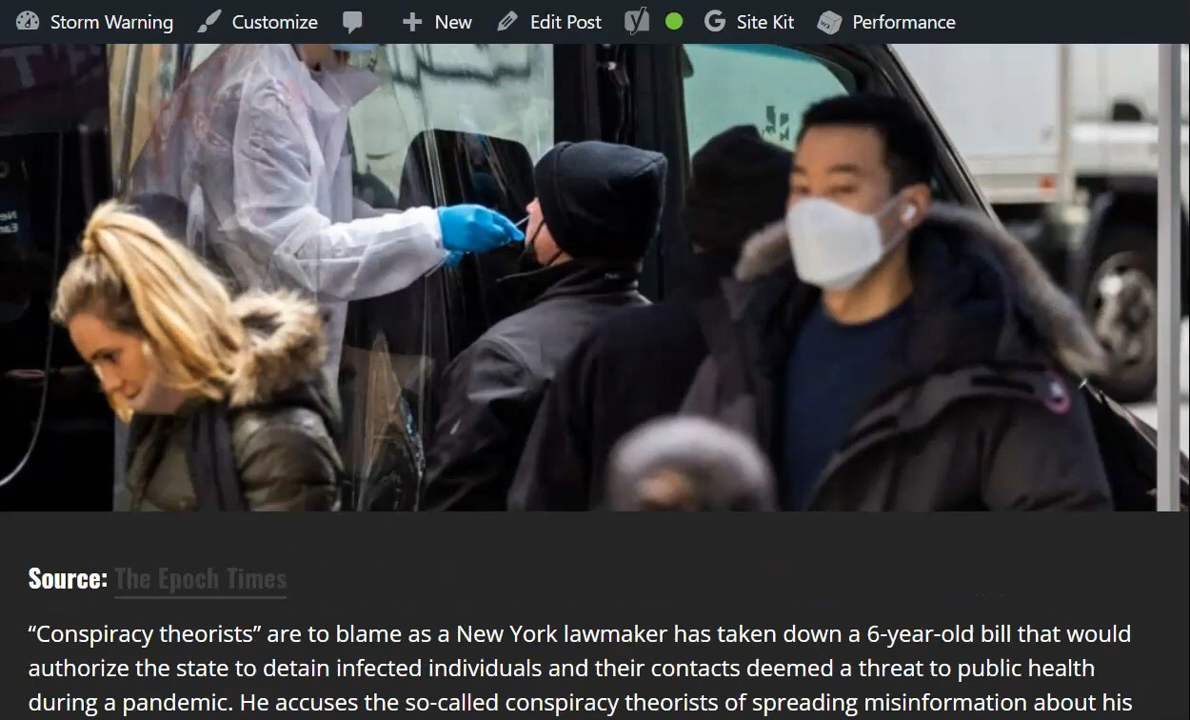 Storm Warning Customize New Edit Post Site Kit Performance
Source: The Epoch Times
“Conspiracy theorists” are to blame as a New York lawmaker has taken down a 6-year-old bill that would
authorize the state to detain infected individuals and their contacts deemed a threat to public health
during a pandemic. He accuses the so-called conspiracy theorists of spreading misinformation about his